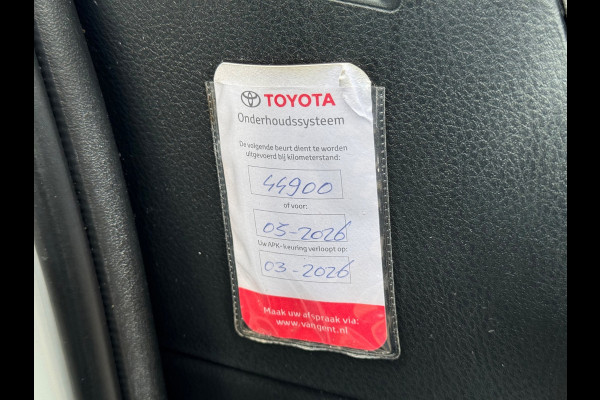 TOYOTA
Onderhoudssysteem
De volgende beurt dient te worden
uitgevoerd bij kilometerstand:
44900
of voor:
05-2026
Uw APK-keuring verloopt op:
03-2026
Maak uw afspraak via:
www.vangent.nl